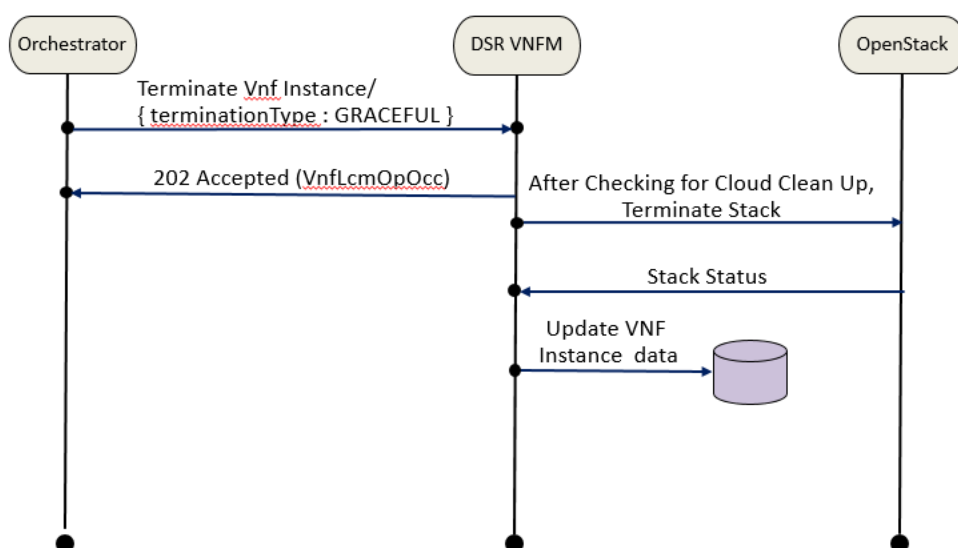 Orchestrator
DSR VNFM
OpenStack
Terminate Vnf Instance/
{ terminationType : GRACEFUL }
202 Accepted (VnfLcmOpOcc)
After Checking for Cloud Clean Up,
Terminate Stack
Stack Status
Update VNF
Instance data